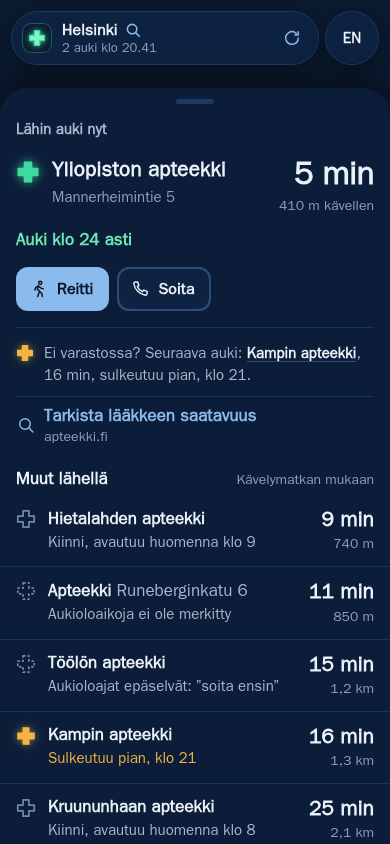 Helsinki
2 auki klo 20.41
EN
Lähin auki nyt
Yliopiston apteekki
5 min
Mannerheimintie 5
410 m kävellen
Auki klo 24 asti
Reitti
Soita
Ei varastossa? Seuraava auki: Kampin apteekki,
16 min, sulkeutuu pian, klo 21.
Tarkista lääkkeen saatavuus
apteekki.fi
Muut lähellä
Kävelymatkan mukaan
Hietalahden apteekki
9 min
Kiinni, avautuu huomenna klo 9
740 m
Apteekki Runeberginkatu 6
11 min
Aukioloaikoja ei ole merkitty
850 m
Töölön apteekki
15 min
Aukioloajat epäselvät: "soita ensin"
1,2 km
Kampin apteekki
16 min
Sulkeutuu pian, klo 21
1,3 km
Kruununhaan apteekki
25 min
Kiinni, avautuu huomenna klo 8
2,1 km